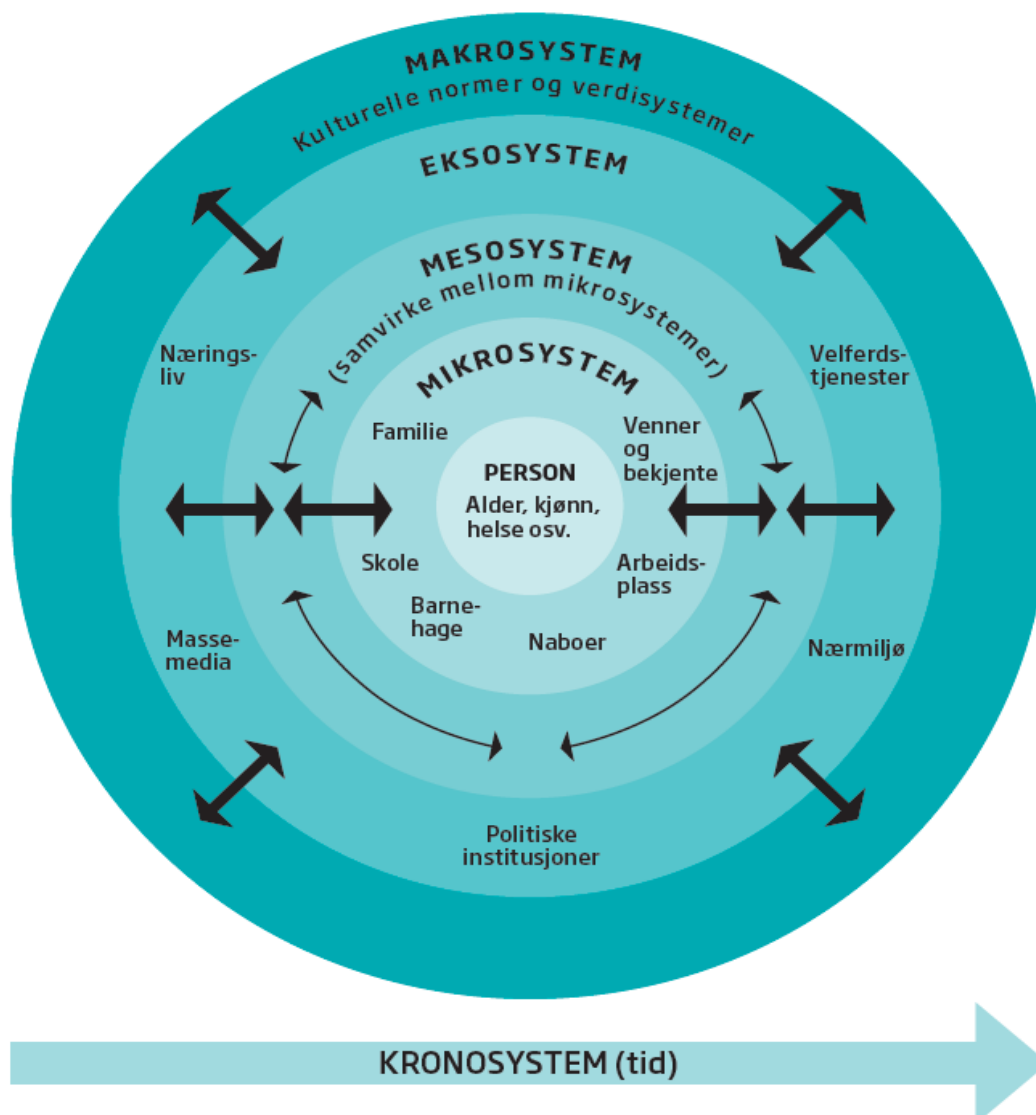 MAKROSYSTEM
Kulturelle normer og verdisystemer
EKSOSYSTEM
MESOSYSTEM
(samvirke mellom mikrosystemer)
MIKROSYSTEM
Nærings-
liv
Velferds-
tjenester
Familie
Venner
og
bekjente
PERSON
Alder, kjønn,
helse osv.
Skole
Arbeids-
plass
Barne-
hage
Naboer
Masse-
media
Nærmiljø
Politiske
institusjoner
KRONOSYSTEM (tid)